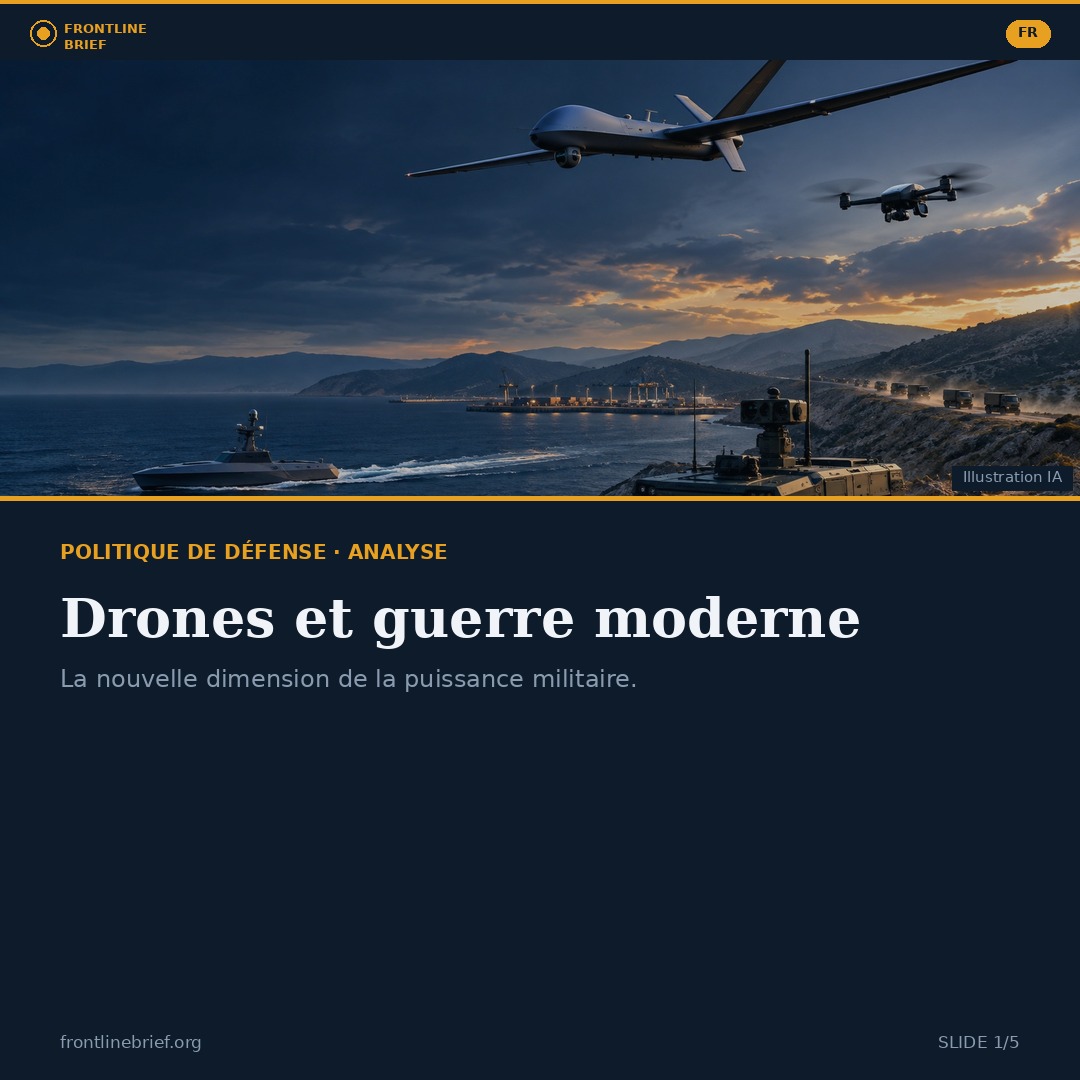 FRONTLINE
BRIEF
FR
Illustration IA
POLITIQUE DE DÉFENSE · ANALYSE
Drones et guerre moderne
La nouvelle dimension de la puissance militaire.
frontlinebrief.org
SLIDE 1/5